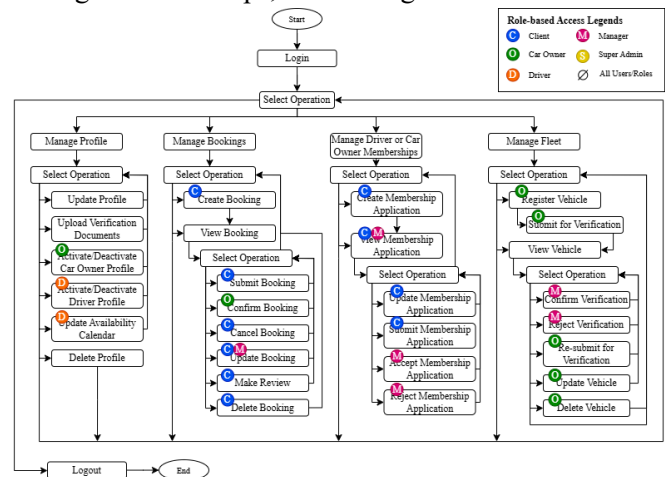 Start
Role-based Access Legends
C Client
M Manager
O Car Owner
S Super Admin
D Driver
All Users/Roles
Login
Select Operation
Manage Profile
Manage Bookings
Manage Driver or Car
Owner Memberships
Manage Fleet
Select Operation
Update Profile
Upload Verification
Documents
O
Activate/Deactivate
Car Owner Profile
D
Activate/Deactivate
Driver Profile
D
Update Availability
Calendar
Delete Profile
Select Operation
C
Create Booking
View Booking
Select Operation
C
Submit Booking
O
Confirm Booking
C
Cancel Booking
C M
Update Booking
C
Make Review
C
Delete Booking
Select Operation
C
Create Membership
Application
C M
View Membership
Application
Select Operation
C
Update Membership
Application
C
Submit Membership
Application
M
Accept Membership
Application
M
Reject Membership
Application
Select Operation
O
Register Vehicle
O
Submit for Verification
View Vehicle
Select Operation
M
Confirm Verification
M
Reject Verification
O
Re-submit for
Verification
O
Update Vehicle
O
Delete Vehicle
Logout
End